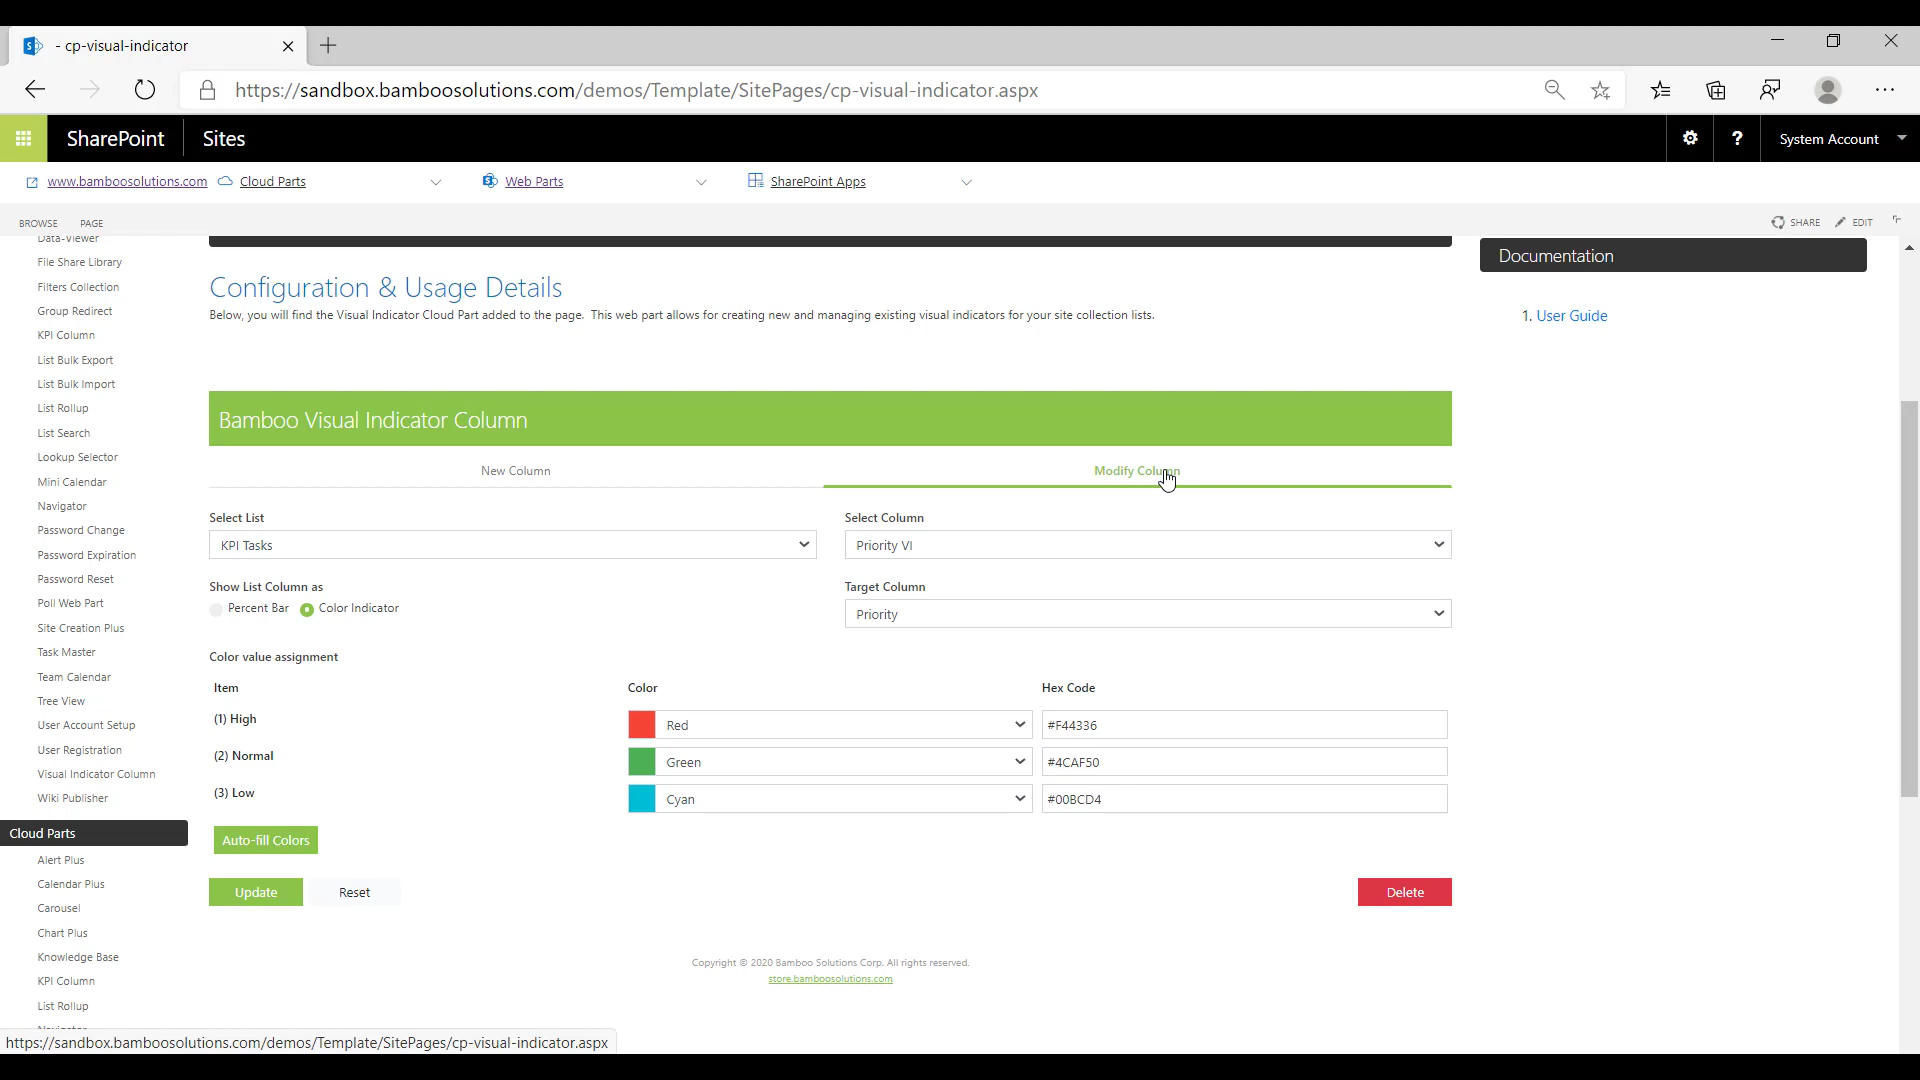 - cp-visual-indicator
https://sandbox.bamboosolutions.com/demos/Template/SitePages/cp-visual-indicator.aspx
SharePoint Sites ? System Account
www.bamboosolutions.com Cloud Parts Web Parts SharePoint Apps
BROWSE PAGE SHARE EDIT
Data-Viewer
File Share Library
Filters Collection
Group Redirect
KPI Column
List Bulk Export
List Bulk Import
List Rollup
List Search
Lookup Selector
Mini Calendar
Navigator
Password Change
Password Expiration
Password Reset
Poll Web Part
Site Creation Plus
Task Master
Team Calendar
Tree View
User Account Setup
User Registration
Visual Indicator Column
Wiki Publisher
Cloud Parts
Alert Plus
Calendar Plus
Carousel
Chart Plus
Knowledge Base
KPI Column
List Rollup
Configuration & Usage Details
Below, you will find the Visual Indicator Cloud Part added to the page. This web part allows for creating new and managing existing visual indicators for your site collection lists.
Bamboo Visual Indicator Column
New Column Modify Column
Select List Select Column
KPI Tasks Priority VI
Show List Column as Target Column
Percent Bar Color Indicator Priority
Color value assignment
Item Color Hex Code
(1) High Red #F44336
(2) Normal Green #4CAF50
(3) Low Cyan #00BCD4
Auto-fill Colors
Update Reset Delete
Copyright © 2020 Bamboo Solutions Corp. All rights reserved.
store.bamboosolutions.com
Documentation
1. User Guide
https://sandbox.bamboosolutions.com/demos/Template/SitePages/cp-visual-indicator.aspx